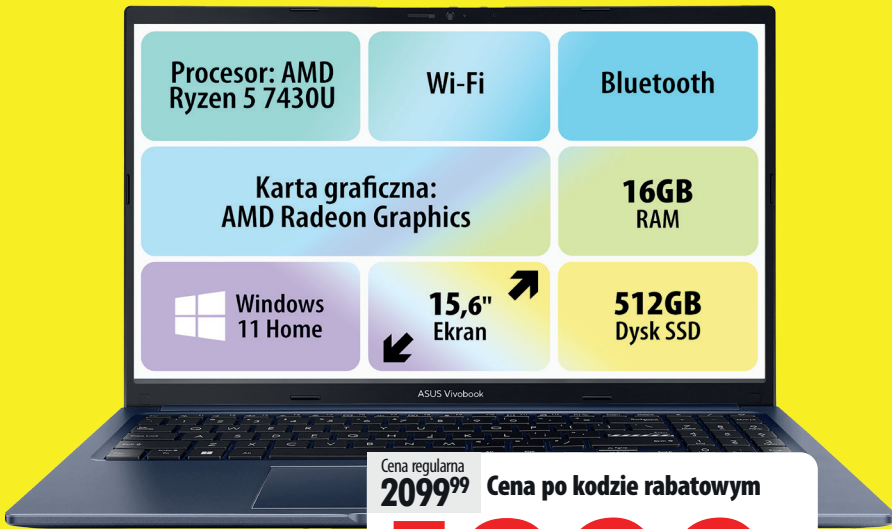 Procesor: AMD
Ryzen 5 7430U
Wi-Fi
Bluetooth
Karta graficzna:
AMD Radeon Graphics
16GB
RAM
Windows
11 Home
15,6"
Ekran
512GB
Dysk SSD
ASUS Vivobook
Cena regularna
2099⁹⁹
Cena po kodzie rabatowym